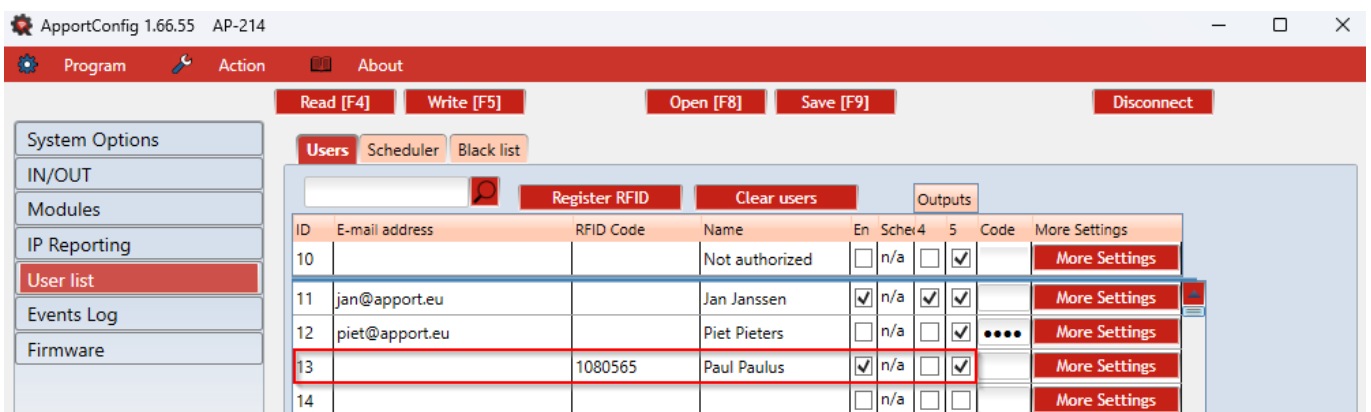 ApportConfig 1.66.55 AP-214
Program Action About
Read [F4] Write [F5] Open [F8] Save [F9] Disconnect
System Options
IN/OUT
Modules
IP Reporting
User list
Events Log
Firmware
Users Scheduler Black list
Register RFID Clear users Outputs
ID E-mail address RFID Code Name En Sche 4 5 Code More Settings
10 Not authorized n/a More Settings
11 jan@apport.eu Jan Janssen n/a More Settings
12 piet@apport.eu Piet Pieters n/a •••• More Settings
13 1080565 Paul Paulus n/a More Settings
14 n/a More Settings